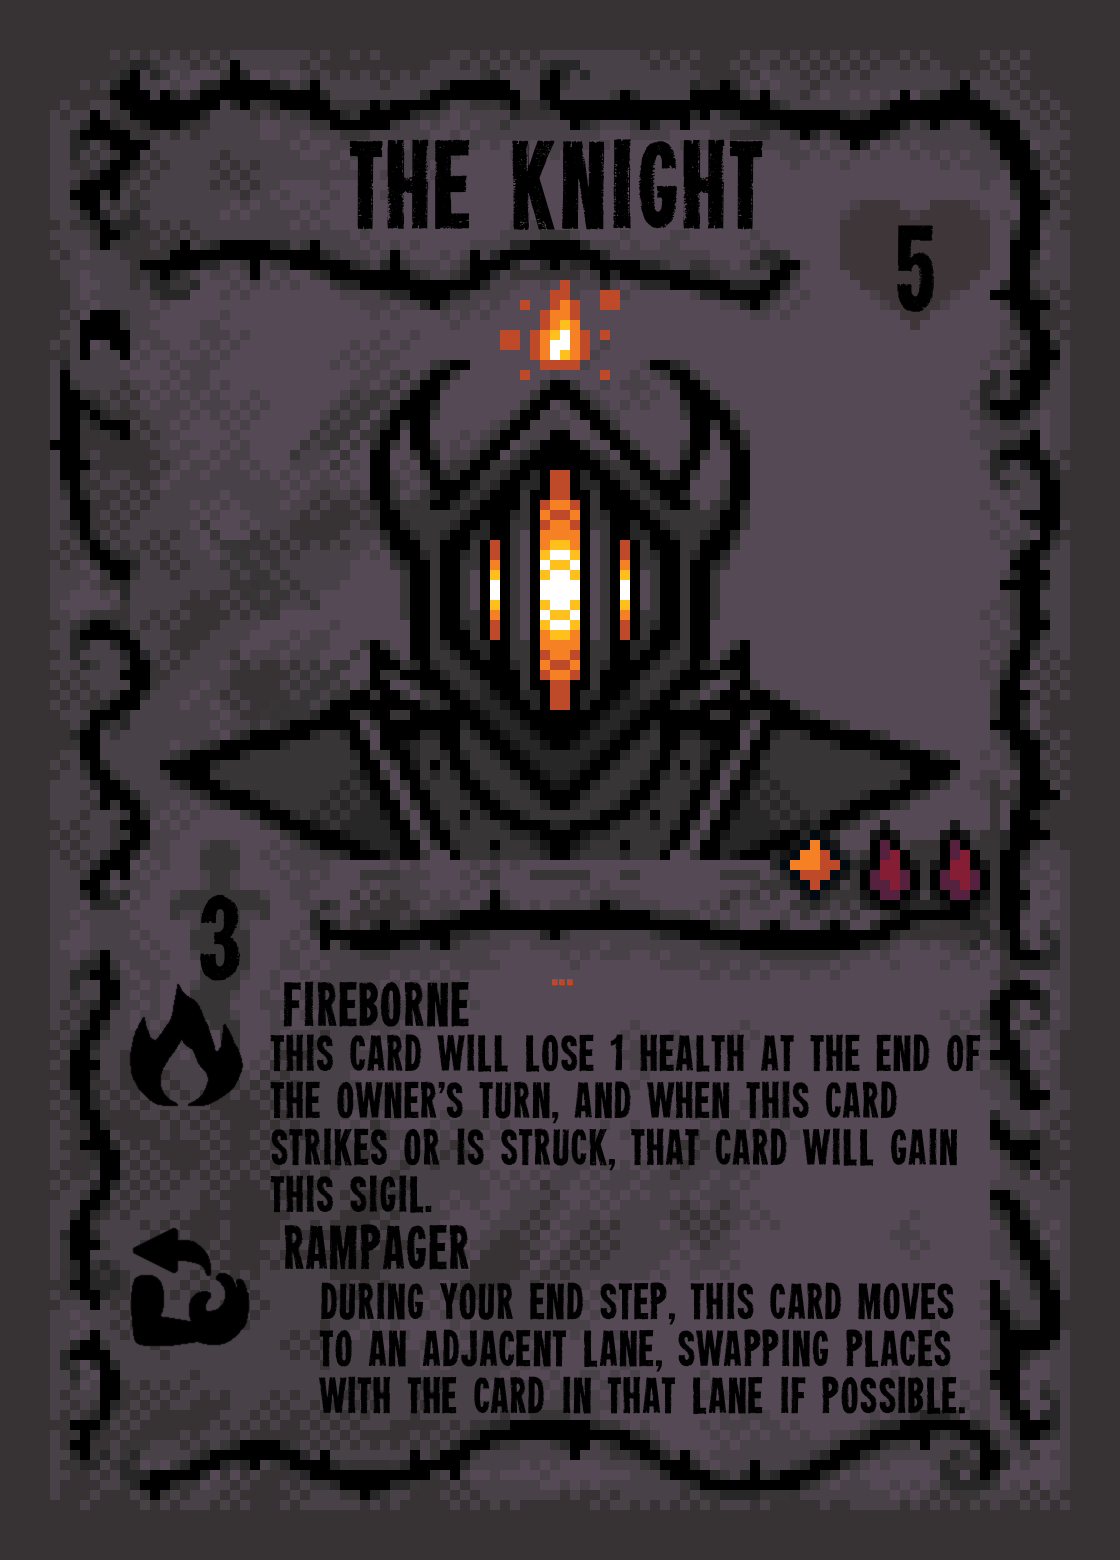 THE KNIGHT
5
3
FIREBORNE
THIS CARD WILL LOSE 1 HEALTH AT THE END OF
THE OWNER'S TURN, AND WHEN THIS CARD
STRIKES OR IS STRUCK, THAT CARD WILL GAIN
THIS SIGIL.
RAMPAGER
DURING YOUR END STEP, THIS CARD MOVES
TO AN ADJACENT LANE, SWAPPING PLACES
WITH THE CARD IN THAT LANE IF POSSIBLE.